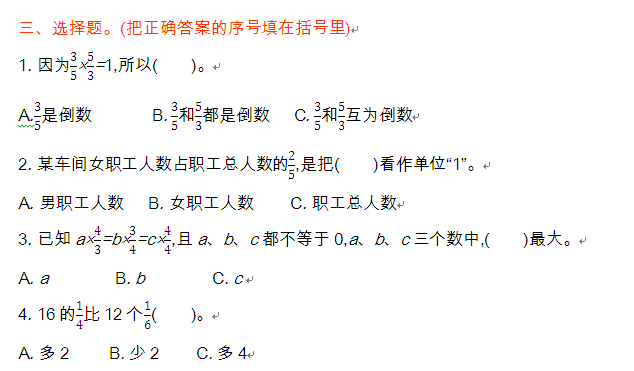 三、选择题。(把正确答案的序号填在括号里)
1. 因为3/5×5/3=1,所以(　　)。
A.3/5是倒数　　B.3/5和5/3都是倒数　　C.3/5和5/3互为倒数
2. 某车间女职工人数占职工总人数的2/5,是把(　　)看作单位“1”。
A. 男职工人数　　B. 女职工人数　　C. 职工总人数
3. 已知 a×4/3=b×3/4=c×4/4,且 a、b、c 都不等于 0,a、b、c 三个数中,(　　)最大。
A. a　　B. b　　C. c
4. 16 的1/4比 12 个1/6(　　)。
A. 多 2　　B. 少 2　　C. 多 4